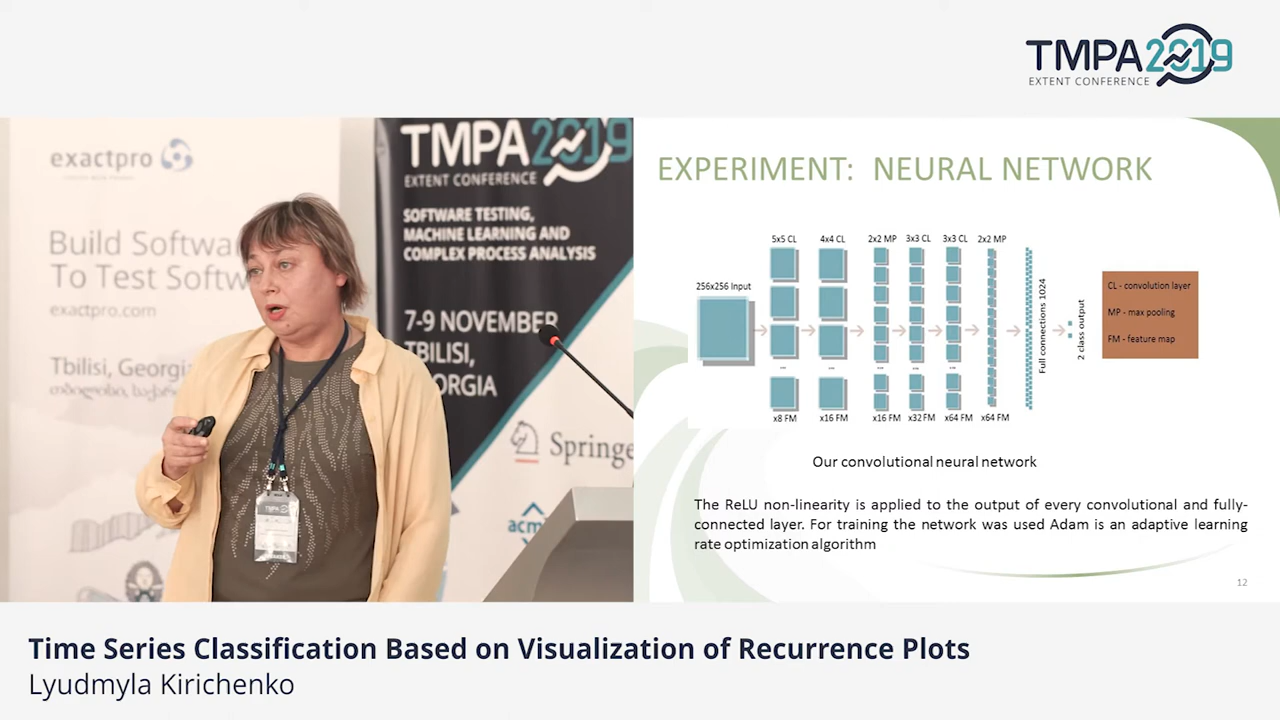 TMPA 2019
EXTENT CONFERENCE
exactpro
Build Softwa
To Test Softw
exactpro.com
Tbilisi, Georgi
TMPA 2019
EXTENT CONFERENCE
SOFTWARE TESTING,
MACHINE LEARNING AND
COMPLEX PROCESS ANALYSIS
7-9 NOVEMBER
TBILISI,
ORGIA
Springe
acm
TMPA
EXPERIMENT: NEURAL NETWORK
5x5 CL 4x4 CL 2x2 MP 3x3 CL 3x3 CL 2x2 MP
256x256 Input
Full connections 1024
2 class output
CL - convolution layer
MP - max pooling
FM - feature map
... ... ... ... ...
x8 FM x16 FM x16 FM x32 FM x64 FM x64 FM
Our convolutional neural network
The ReLU non-linearity is applied to the output of every convolutional and fully-
connected layer. For training the network was used Adam is an adaptive learning
rate optimization algorithm
12
Time Series Classification Based on Visualization of Recurrence Plots
Lyudmyla Kirichenko